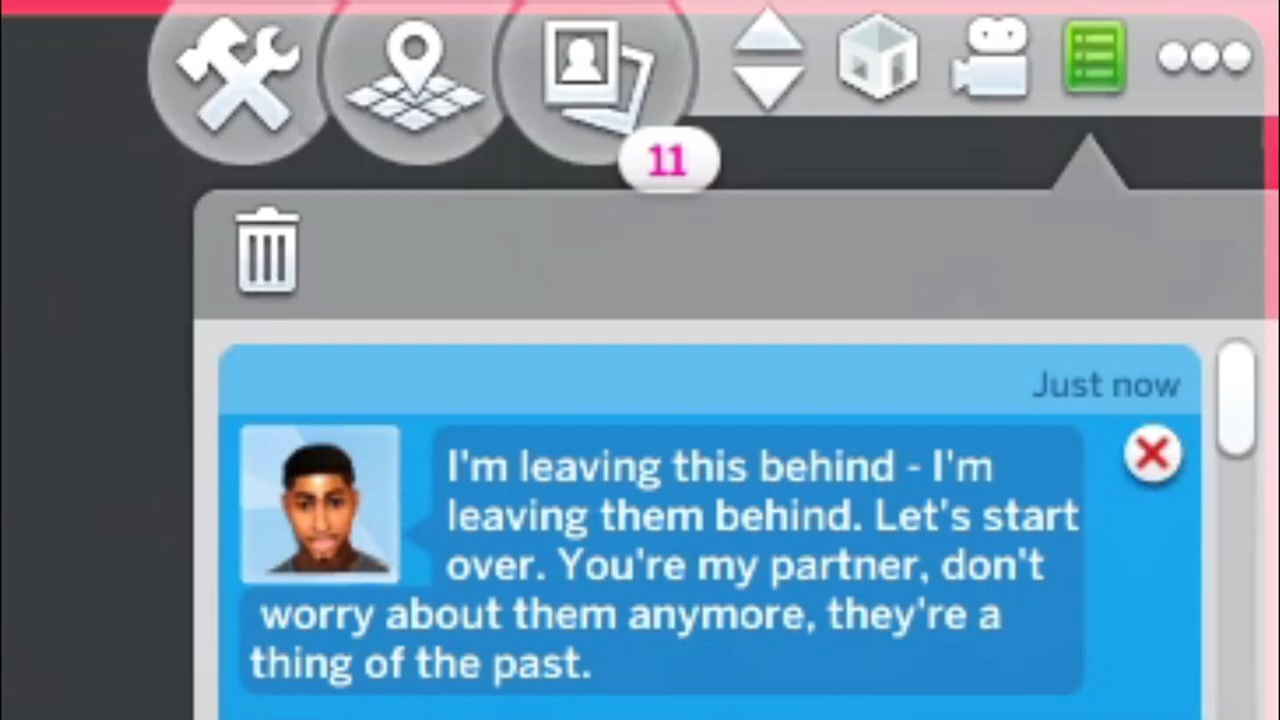 11
Just now
I'm leaving this behind - I'm
leaving them behind. Let's start
over. You're my partner, don't
worry about them anymore, they're a
thing of the past.